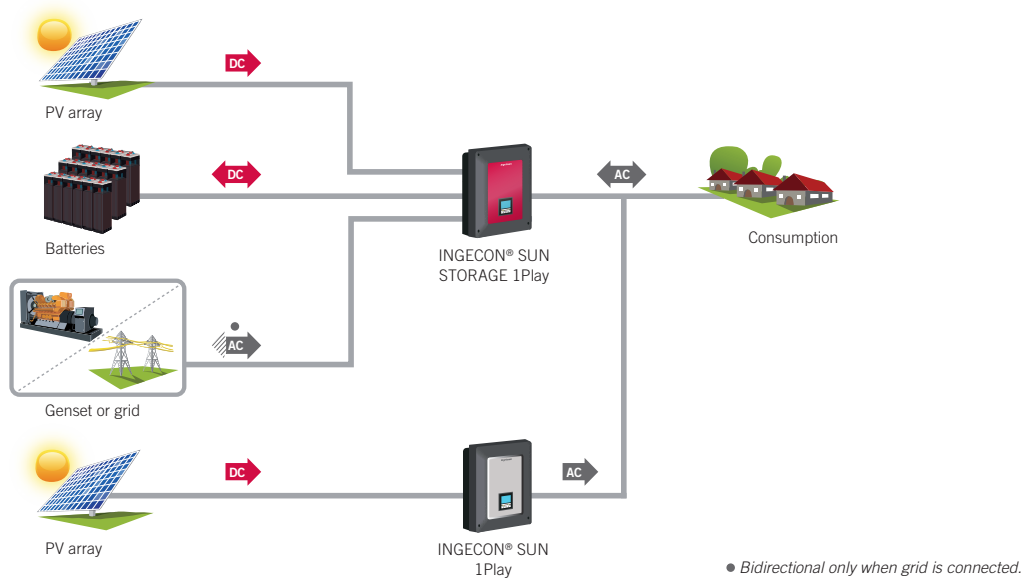 DC
PV array
DC
AC
Batteries
INGECON® SUN
STORAGE 1Play
Consumption
● AC
Genset or grid
DC
AC
PV array
INGECON® SUN
1Play
● Bidirectional only when grid is connected.